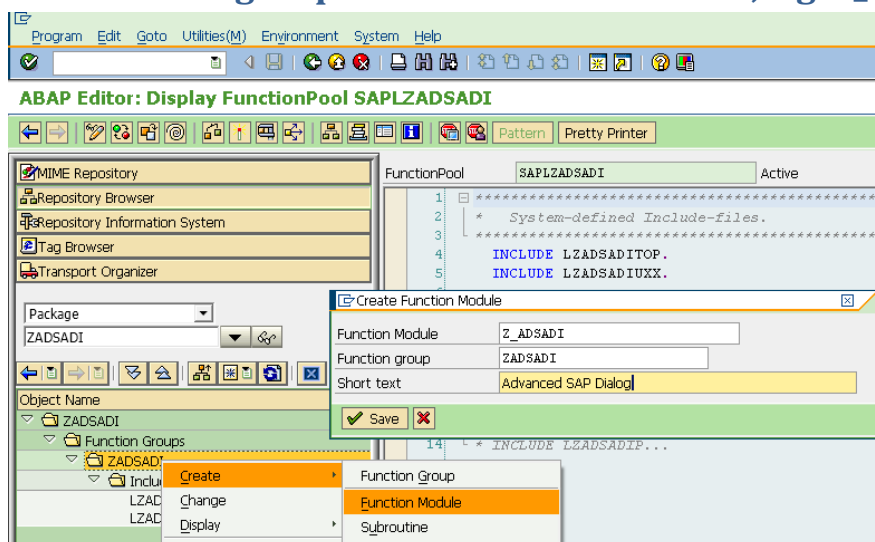 Program Edit Goto Utilities(M) Environment System Help
ABAP Editor: Display FunctionPool SAPLZADSADI
Pattern Pretty Printer
MIME Repository
Repository Browser
Repository Information System
Tag Browser
Transport Organizer
Package
ZADSADI
Object Name
ZADSADI
Function Groups
ZADSADI
LZAD
LZAD
FunctionPool SAPLZADSADI Active
1 ****************************************************
2 * System-defined Include-files.
3 ****************************************************
4 INCLUDE LZADSADITOP.
5 INCLUDE LZADSADIUXX.
Create Function Module
Function Module Z_ADSADI
Function group ZADSADI
Short text Advanced SAP Dialog
Save
14 * INCLUDE LZADSADIP...
Create
Change
Display
Function Group
Function Module
Subroutine